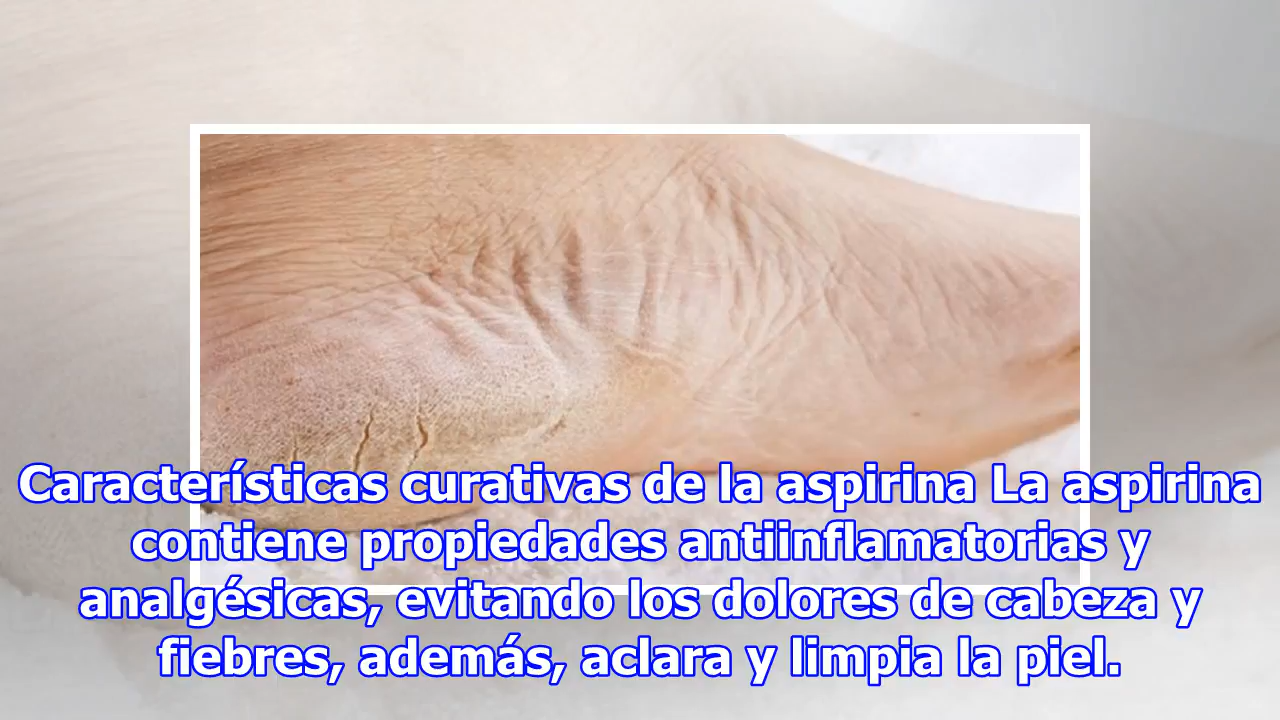 Características curativas de la aspirina La aspirina
contiene propiedades antiinflamatorias y
analgésicas, evitando los dolores de cabeza y
fiebres, además, aclara y limpia la piel.